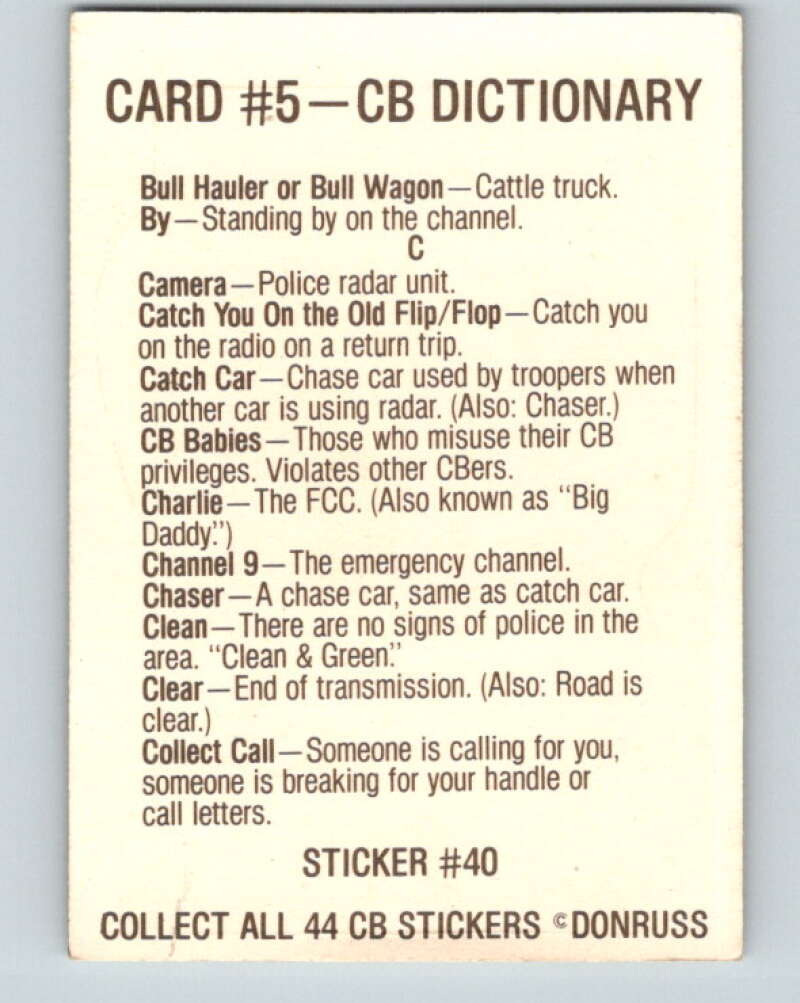 CARD #5—CB DICTIONARY
Bull Hauler or Bull Wagon—Cattle truck.
By—Standing by on the channel.
C
Camera—Police radar unit.
Catch You On the Old Flip/Flop—Catch you
on the radio on a return trip.
Catch Car—Chase car used by troopers when
another car is using radar. (Also: Chaser.)
CB Babies—Those who misuse their CB
privileges. Violates other CBers.
Charlie—The FCC. (Also known as "Big
Daddy.")
Channel 9—The emergency channel.
Chaser—A chase car, same as catch car.
Clean—There are no signs of police in the
area. "Clean & Green."
Clear—End of transmission. (Also: Road is
clear.)
Collect Call—Someone is calling for you,
someone is breaking for your handle or
call letters.
STICKER #40
COLLECT ALL 44 CB STICKERS © DONRUSS